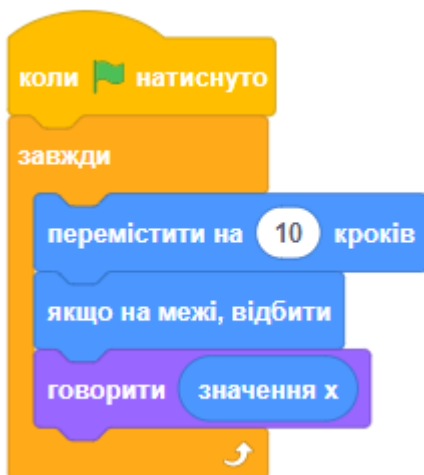 коли натиснуто
завжди
перемістити на 10 кроків
якщо на межі, відбити
говорити значення x